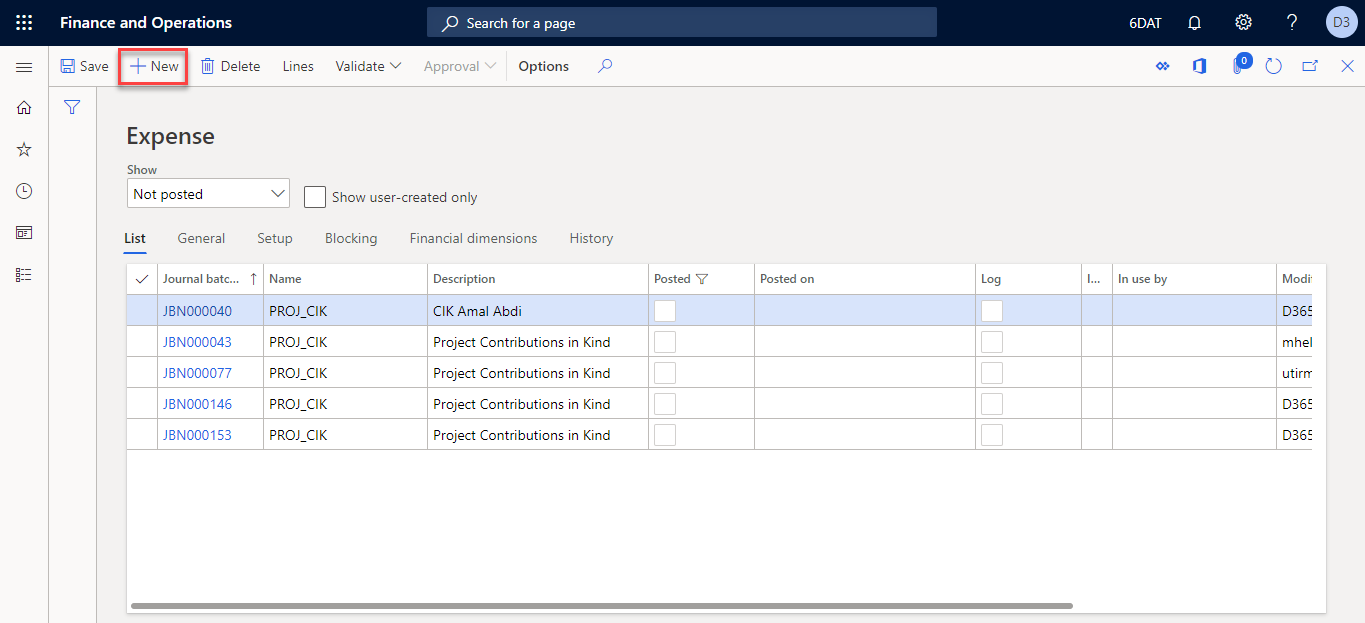 Finance and Operations Search for a page 6DAT ? D3
Save New Delete Lines Validate Approval Options 0
Expense
Show
Not posted Show user-created only
List General Setup Blocking Financial dimensions History
Journal batc... Name Description Posted Posted on Log I... In use by Modif
JBN000040 PROJ_CIK CIK Amal Abdi D365
JBN000043 PROJ_CIK Project Contributions in Kind mhel
JBN000077 PROJ_CIK Project Contributions in Kind utirm
JBN000146 PROJ_CIK Project Contributions in Kind D365
JBN000153 PROJ_CIK Project Contributions in Kind D365